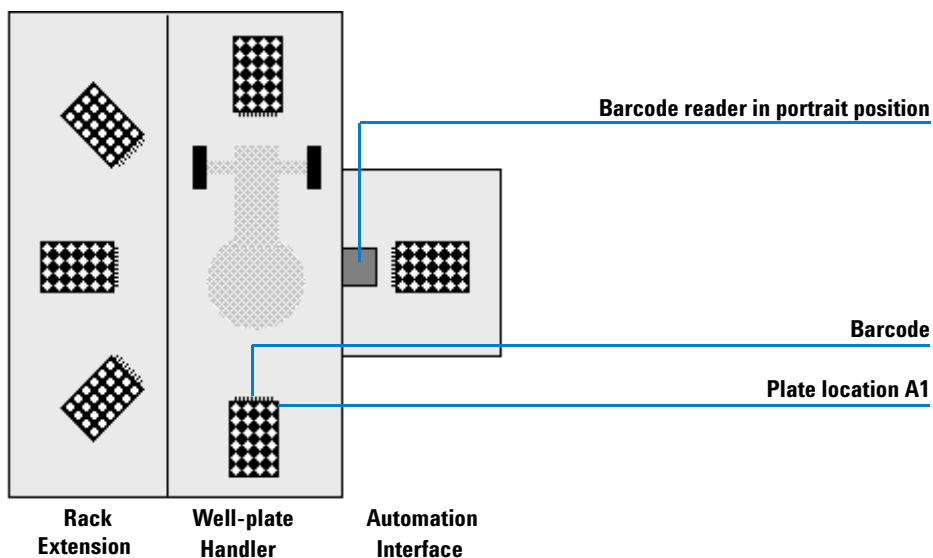 Barcode reader in portrait position
Barcode
Plate location A1
Rack
Extension
Well-plate
Handler
Automation
Interface